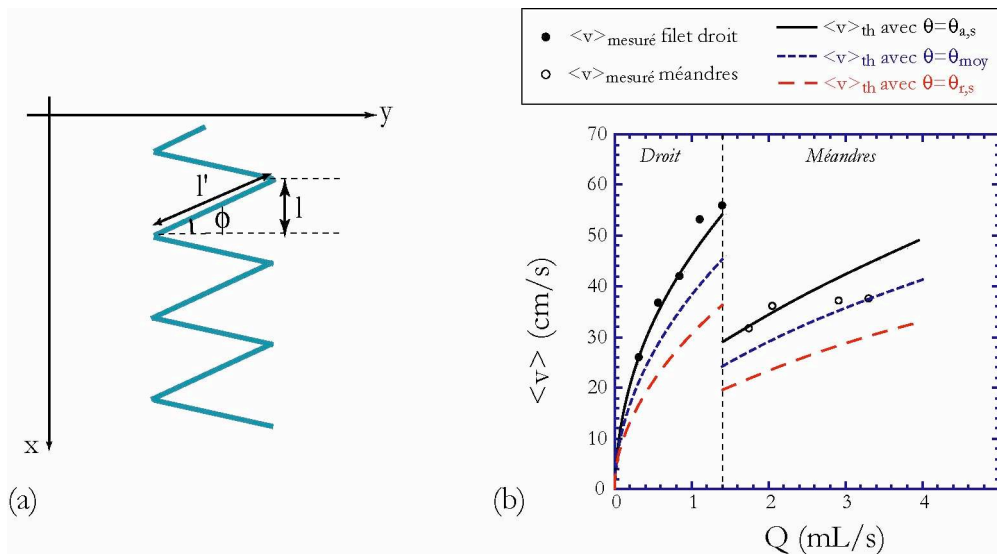 y
l'
ϕ
l
x
(a)
<v>mesuré filet droit
<v>mesuré méandres
<v>th avec θ=θa,s
<v>th avec θ=θmoy
<v>th avec θ=θr,s
Droit
Méandres
70
60
50
40
30
20
10
0
<v> (cm/s)
0
1
2
3
4
Q (mL/s)
(b)